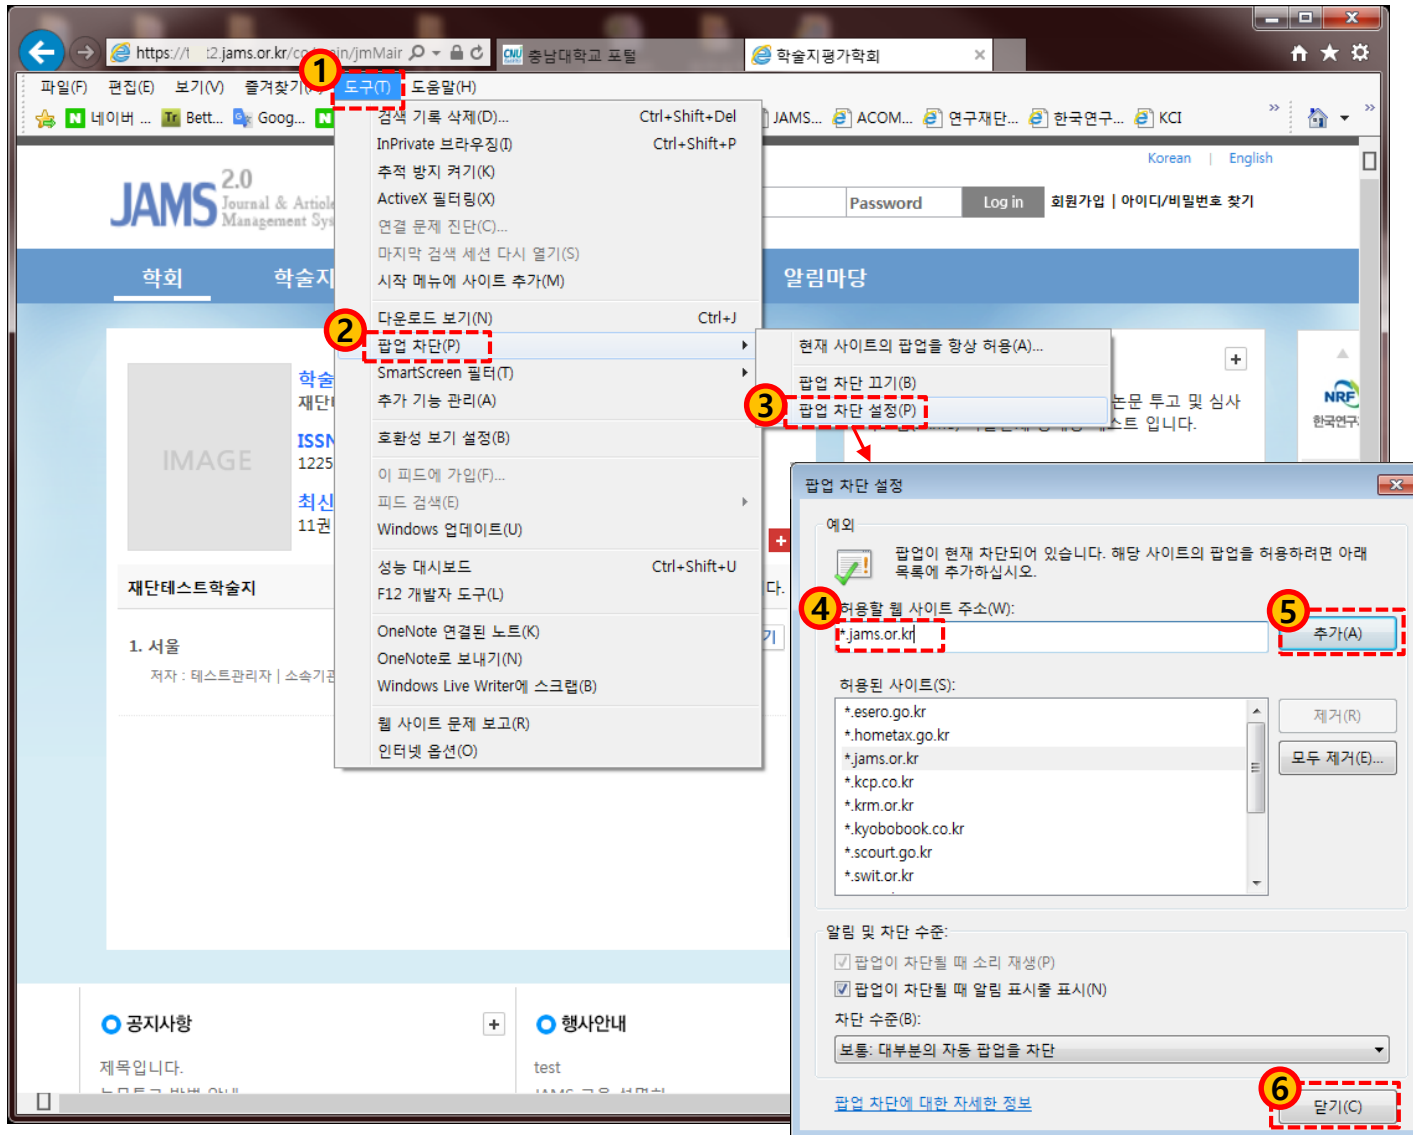 jams.or.kr
충남대학교 포털
학술지평가학회
파일(F) 편집(E) 보기(V) 즐겨찾기 도구(T) 도움말(H)
1
네이버 ... Bett... Goog... JAMS... ACOM... 연구재단... 한국연구... KCI
검색 기록 삭제(D)... Ctrl+Shift+Del
InPrivate 브라우징(I) Ctrl+Shift+P
추적 방지 켜기(K)
ActiveX 필터링(X)
연결 문제 진단(C)...
마지막 검색 세션 다시 열기(S)
시작 메뉴에 사이트 추가(M)
다운로드 보기(N) Ctrl+J
2
팝업 차단(P)
SmartScreen 필터(T)
추가 기능 관리(A)
호환성 보기 설정(B)
이 피드에 가입(F)...
피드 검색(E)
Windows 업데이트(U)
성능 대시보드 Ctrl+Shift+U
F12 개발자 도구(L)
OneNote 연결된 노트(K)
OneNote로 보내기(N)
Windows Live Writer에 스크랩(B)
웹 사이트 문제 보고(R)
인터넷 옵션(O)
현재 사이트의 팝업을 항상 허용(A)...
팝업 차단 끄기(B)
3
팝업 차단 설정(P)
Korean | English
JAMS 2.0
Journal & Article
Management Sys
Password Log in 회원가입 | 아이디/비밀번호 찾기
학회 학술지 알림마당
IMAGE
학술
재단
ISSN
1225
최신
11권
논문 투고 및 심사
테스트 입니다.
NRF
한국연구
재단테스트학술지
다.
기
1. 서울
저자 : 테스트관리자 | 소속기관
공지사항
제목입니다.
행사안내
test
팝업 차단 설정
예외
팝업이 현재 차단되어 있습니다. 해당 사이트의 팝업을 허용하려면 아래
목록에 추가하십시오.
4
허용할 웹 사이트 주소(W):
*.jams.or.kr
5
추가(A)
허용된 사이트(S):
*.esero.go.kr
*.hometax.go.kr
*.jams.or.kr
*.kcp.co.kr
*.krm.or.kr
*.kyobobook.co.kr
*.scourt.go.kr
*.swit.or.kr
제거(R)
모두 제거(E)...
알림 및 차단 수준:
팝업이 차단될 때 소리 재생(P)
팝업이 차단될 때 알림 표시줄 표시(N)
차단 수준(B):
보통: 대부분의 자동 팝업을 차단
팝업 차단에 대한 자세한 정보
6
닫기(C)